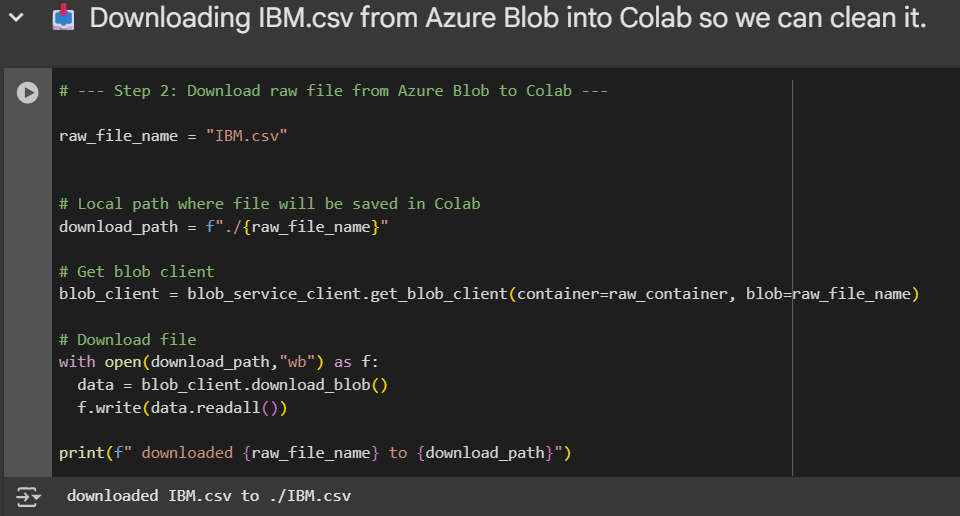 Downloading IBM.csv from Azure Blob into Colab so we can clean it.
# --- Step 2: Download raw file from Azure Blob to Colab ---
raw_file_name = "IBM.csv"
# Local path where file will be saved in Colab
download_path = f"./{raw_file_name}"
# Get blob client
blob_client = blob_service_client.get_blob_client(container=raw_container, blob=raw_file_name)
# Download file
with open(download_path,"wb") as f:
  data = blob_client.download_blob()
  f.write(data.readall())
print(f" downloaded {raw_file_name} to {download_path}")
downloaded IBM.csv to ./IBM.csv